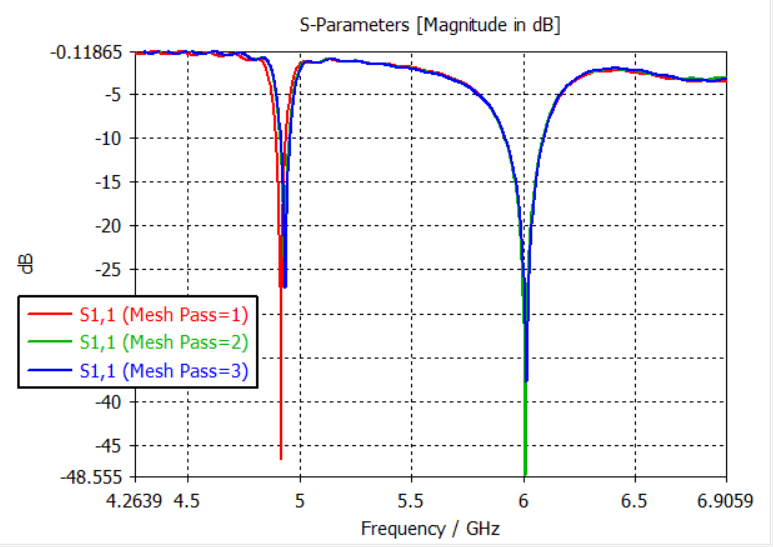 S-Parameters [Magnitude in dB]
-0.11865
-5
-10
-15
-20
-25
dB
S1,1 (Mesh Pass=1)
S1,1 (Mesh Pass=2)
S1,1 (Mesh Pass=3)
-40
-45
-48.555
4.2639 4.5 5 5.5 6 6.5 6.9059
Frequency / GHz